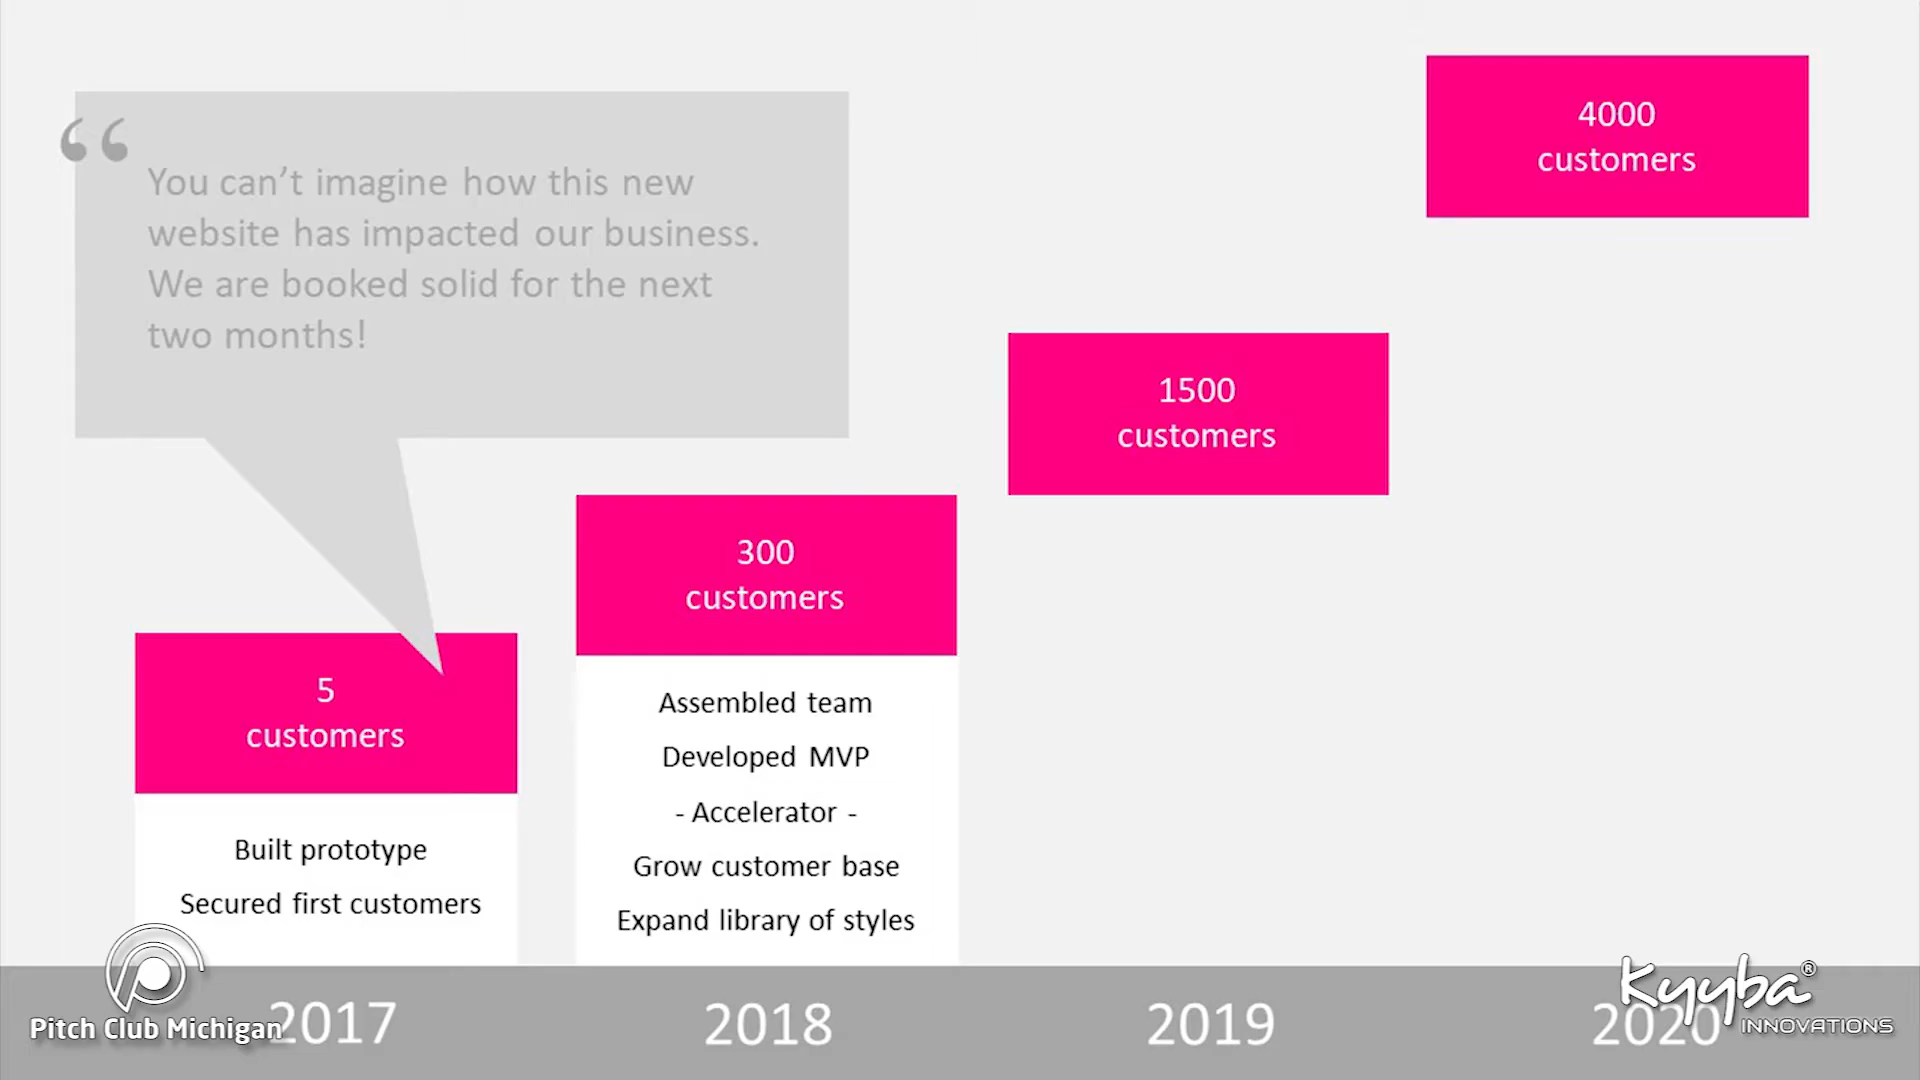 “
You can’t imagine how this new
website has impacted our business.
We are booked solid for the next
two months!
4000
customers
1500
customers
300
customers
Assembled team
Developed MVP
- Accelerator -
Grow customer base
Expand library of styles
5
customers
Built prototype
Secured first customers
2017
2018
2019
2020
Pitch Club Michigan
Kyyba®
INNOVATIONS